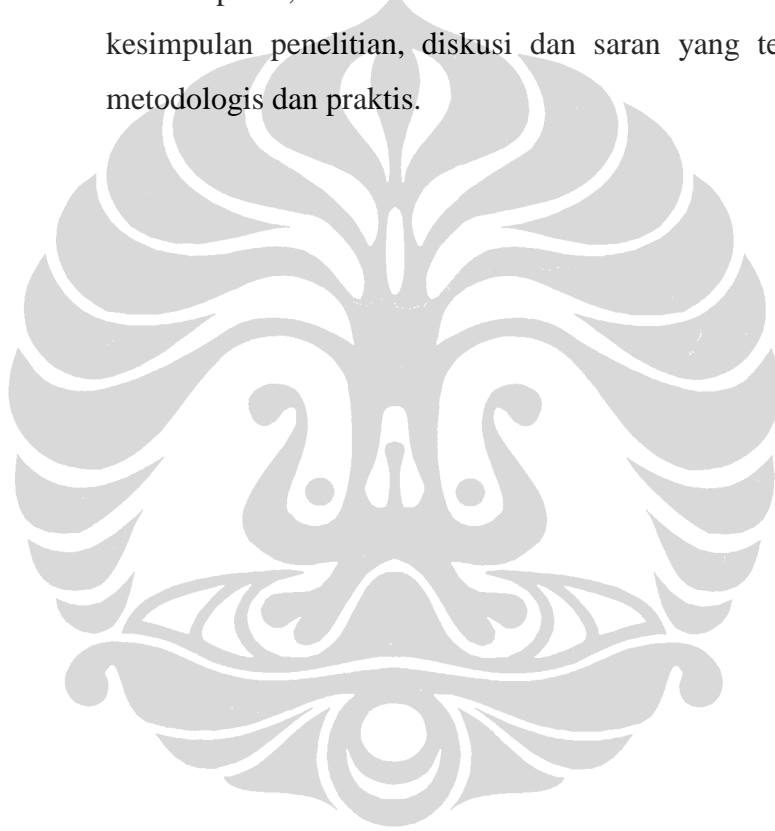 kesimpulan penelitian, diskusi dan saran yang te
metodologis dan praktis.